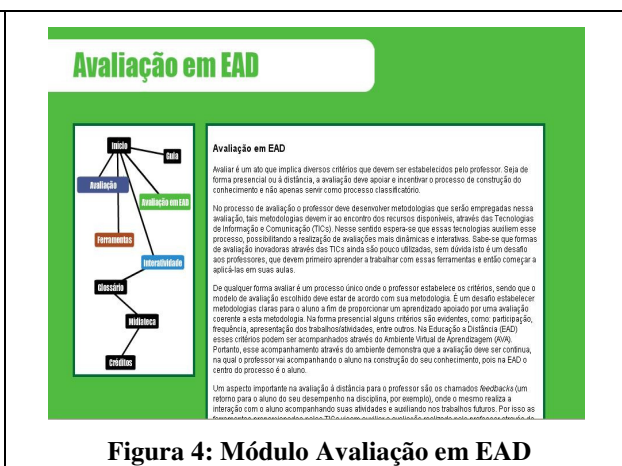 Avaliação em EAD
Início
Guia
Avaliação
Avaliação em EAD
Ferramentas
Interatividade
Glossário
Midiateca
Créditos
Avaliação em EAD
Avaliar é um ato que implica diversos critérios que devem ser estabelecidos pelo professor. Seja de
forma presencial ou á distância, a avaliação deve apoiar e incentivar o processo de construção do
conhecimento e não apenas servir como processo classificatório.
No processo de avaliação o professor deve desenvolver metodologias que serão empregadas nessa
avaliação, tais metodologias devem ir ao encontro dos recursos disponíveis, através das Tecnologias
de Informação e Comunicação (TICs). Nesse sentido espera-se que essas tecnologias auxiliem esse
processo, possibilitando a realização de avaliações mais dinâmicas e interativas. Sabe-se que formas
de avaliação inovadoras através das TICs ainda são pouco utilizadas, sem dúvida isto é um desafio
aos professores, que devem primeiro aprender a trabalhar com essas ferramentas e então começar a
aplicá-las em suas aulas.
De qualquer forma avaliar é um processo único onde o professor estabelece os critérios, sendo que o
modelo de avaliação escolhido deve estar de acordo com sua metodologia. É um desafio estabelecer
metodologias claras para o aluno a fim de proporcionar um aprendizado apoiado por uma avaliação
coerente a esta metodologia. Na forma presencial alguns critérios são evidentes, como: participação,
frequência, apresentação dos trabalhos/atividades, entre outros. Na Educação a Distância (EAD)
esses critérios podem ser acompanhados através do Ambiente Virtual de Aprendizagem (AVA).
Portanto, esse acompanhamento através do ambiente demonstra que a avaliação deve ser continua,
na qual o professor vai acompanhando o aluno na construção do seu conhecimento, pois na EAD o
centro do processo é o aluno.
Um aspecto importante na avaliação á distância para o professor são os chamados feedbacks (um
retorno para o aluno do seu desempenho na disciplina, por exemplo), onde o mesmo realiza a
interação com o aluno acompanhando suas atividades e auxiliando nos trabalhos futuros. Por isso as
ferramentas proporcionadas pelas TICs visam auxiliar a avaliação realizada pelo professor através da
Figura 4: Módulo Avaliação em EAD